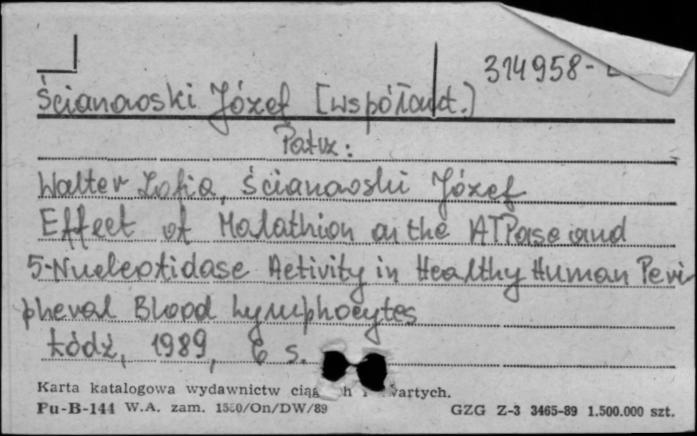 314958-
Ścianowski Józef [współaut.)
Patrz:
Walter Zofia, Ścianowski Józef
Effect of Malathion on the ATPase and
5-Nucleotidase Activity in Healthy Human Peri
pheral Blood Lymphocytes
Łódź, 1989, 6 s.
Karta katalogowa wydawnictw
Pu-B-144 W.A. zam. 1550/On/DW/89 GZG Z-3 3465-89 1.500.000 szt.